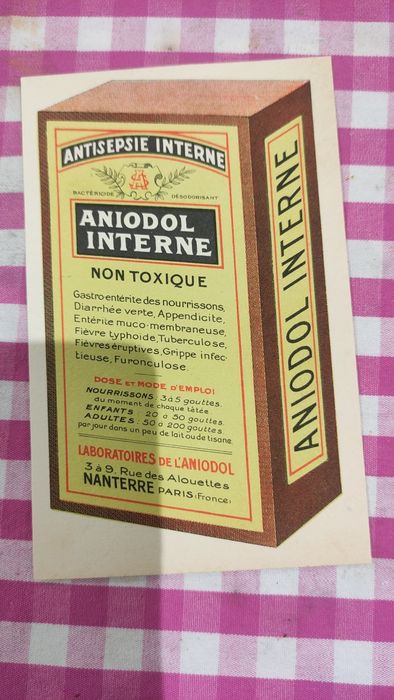 ANTISEPSIE INTERNE
BACTÉRICIDE DÉSODORISANT
ANIODOL
INTERNE
NON TOXIQUE
Gastro-entérite des nourrissons,
Diarrhée verte, Appendicite,
Entérite muco-membraneuse,
Fièvre typhoïde, Tuberculose,
Fièvres éruptives, Grippe infec-
tieuse, Furonculose.
DOSE ET MODE D'EMPLOI
NOURRISSONS : 3 à 5 gouttes.
au moment de chaque tétée
ENFANTS : 20 à 50 gouttes.
ADULTES : 50 à 200 gouttes
par jour dans un peu de lait ou de tisane.
LABORATOIRES DE L'ANIODOL
3 à 9. Rue des Alouettes
NANTERRE PARIS (France)
ANIODOL INTERNE